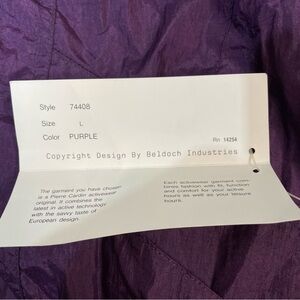 Style 74408
Size L
Color PURPLE
Rn 14254
Copyright Design By Beldoch Industries
The garment you have chosen
is a Pierre Cardin activewear
original. It combines the
latest in active technology
with the savvy taste of
European design.
Each activewear garment com-
bines fashion with fit, function
and comfort for your active
hours as well as your leisure
hours.